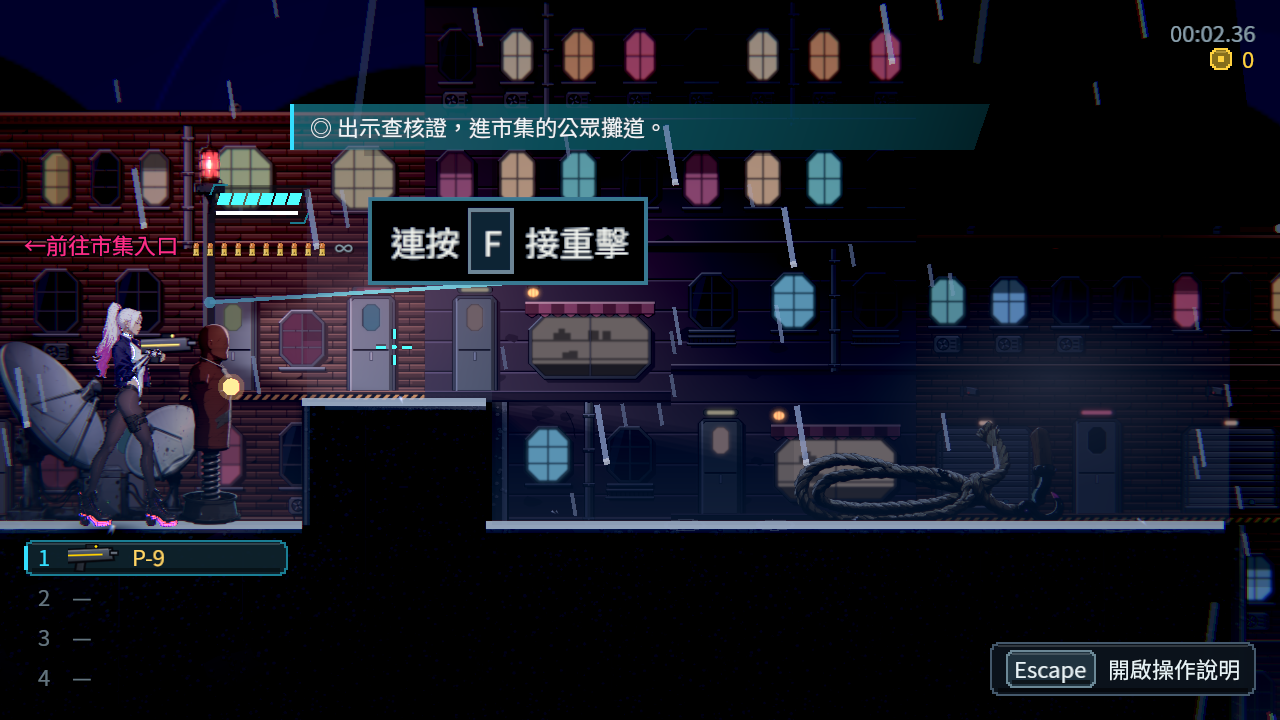 00:02.36
0
◎ 出示查核證，進市集的公眾攤道。
←前往市集入口
∞
連按 F 接重擊
1 P-9
2 —
3 —
4 —
Escape 開啟操作說明